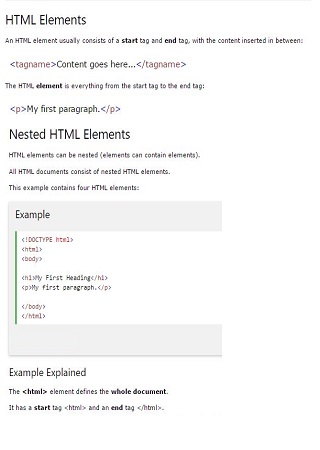 HTML Elements
An HTML element usually consists of a start tag and end tag, with the content inserted in between:
<tagname>Content goes here...</tagname>
The HTML element is everything from the start tag to the end tag:
<p>My first paragraph.</p>
Nested HTML Elements
HTML elements can be nested (elements can contain elements).
All HTML documents consist of nested HTML elements.
This example contains four HTML elements:
Example
<!DOCTYPE html>
<html>
<body>
<h1>My First Heading</h1>
<p>My first paragraph.</p>
</body>
</html>
Example Explained
The <html> element defines the whole document.
It has a start tag <html> and an end tag </html>.